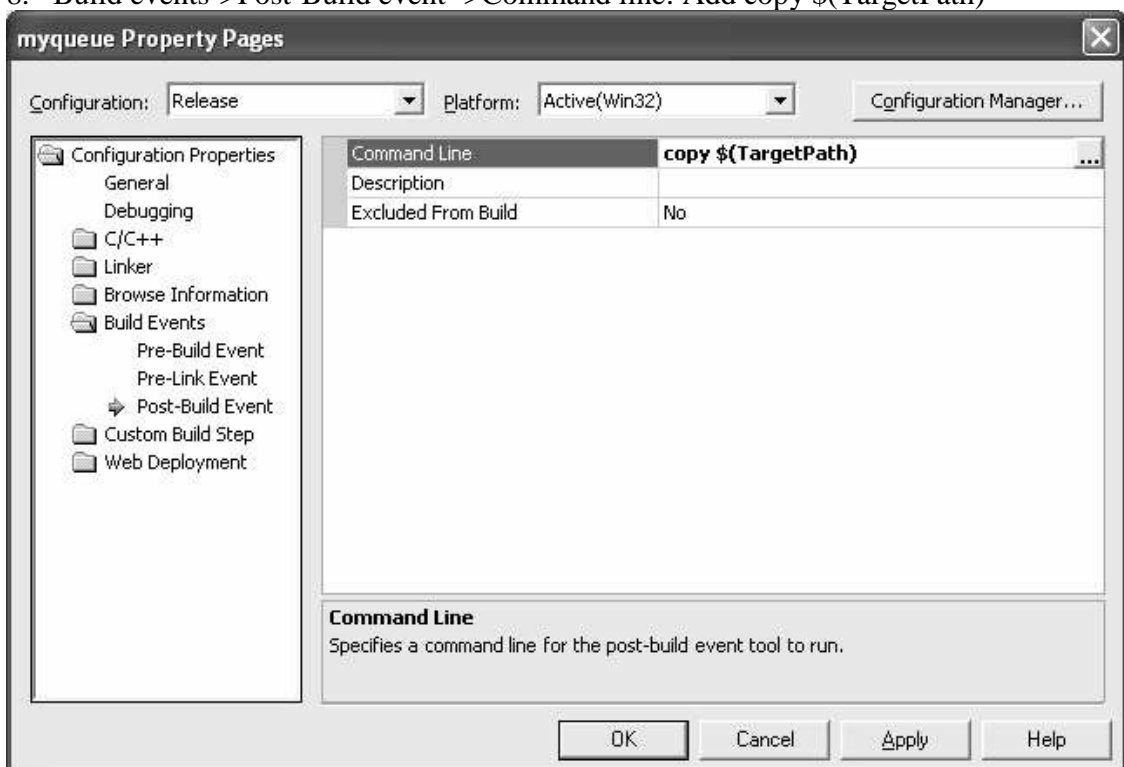 8. Build events>Post-Build event ->Command line: Add copy $(TargetPath)
myqueue Property Pages
Configuration: Release Platform: Active(Win32) Configuration Manager...
Configuration Properties
General
Debugging
C/C++
Linker
Browse Information
Build Events
Pre-Build Event
Pre-Link Event
Post-Build Event
Custom Build Step
Web Deployment
Command Line copy $(TargetPath) ...
Description
Excluded From Build No
Command Line
Specifies a command line for the post-build event tool to run.
OK Cancel Apply Help